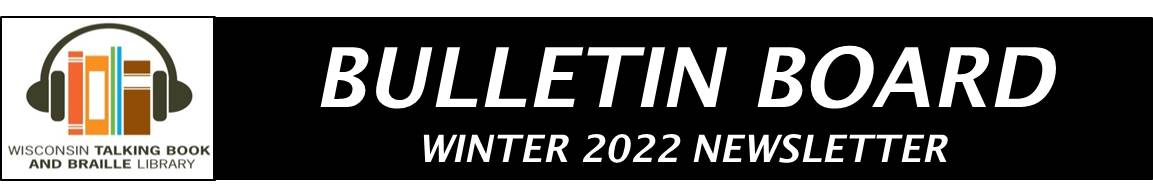 WISCONSIN TALKING BOOK
AND BRAILLE LIBRARY
BULLETIN BOARD
WINTER 2022 NEWSLETTER